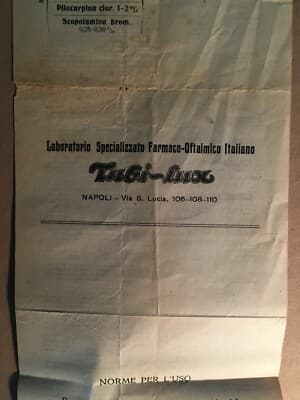 Pilocarpina clor. 1-2 %
Scopolamina brom.
0,25-0,50 %
Laboratorio Specializzato Farmaco-Oftalmico Italiano
Tubi-lux
NAPOLI - Via S. Lucia, 106-108-110
NORME PER L'USO